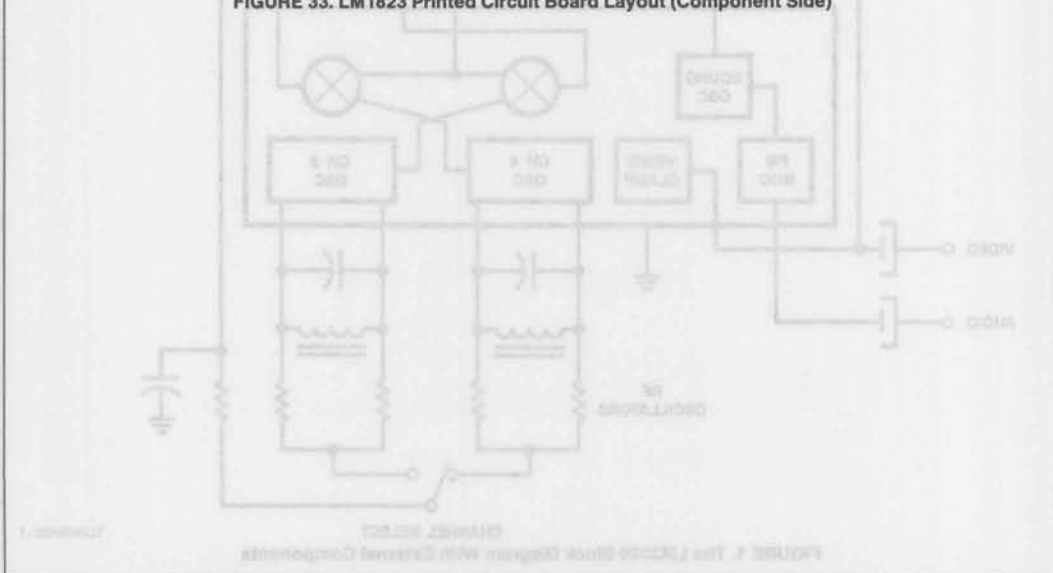 FIGURE 33. LM1823 Printed Circuit Board Layout (Component Side)
SOUND
OSC
CH 3
OSC
CH 4
OSC
VIDEO
CLAMP
FM
MOD
VIDEO
AUDIO
RF
OSCILLATORS
CHANNEL SELECT
FIGURE 1. The LM2889 Block Diagram With External Components